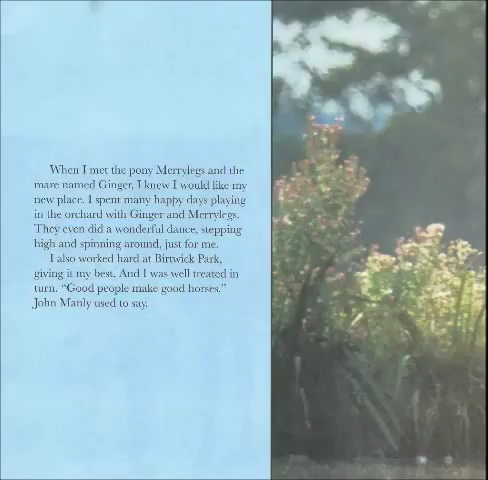 When I met the pony Merrylegs and the
mare named Ginger, I knew I would like my
new place. I spent many happy days playing
in the orchard with Ginger and Merrylegs.
They even did a wonderful dance, stepping
high and spinning around, just for me.
I also worked hard at Birtwick Park,
giving it my best. And I was well treated in
turn. “Good people make good horses.”
John Manly used to say.